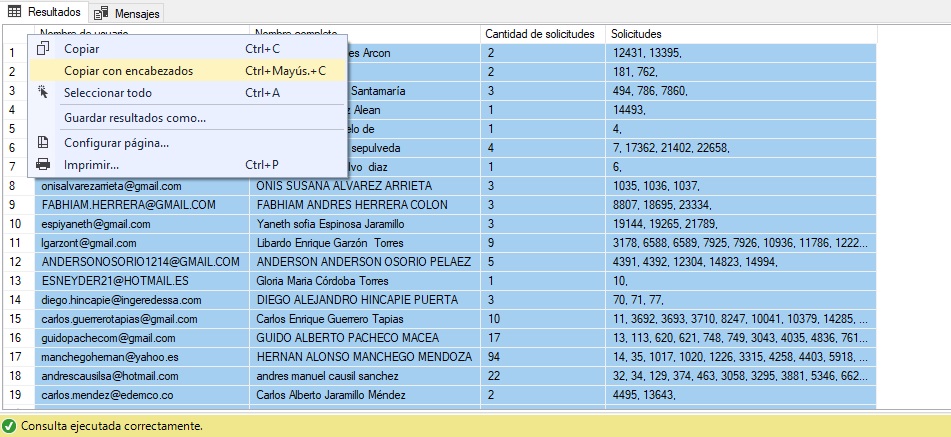 Resultados Mensajes
Nombre de usuario Nombre completo Cantidad de solicitudes Solicitudes
Copiar Ctrl+C
Copiar con encabezados Ctrl+Mayús.+C
Seleccionar todo Ctrl+A
Guardar resultados como...
Configurar página...
Imprimir... Ctrl+P
1 es Arcon 2 12431, 13395,
2 2 181, 762,
3 Santamaría 3 494, 786, 7860,
4 z Alean 1 14493,
5 elo de 1 4,
6 sepulveda 4 7, 17362, 21402, 22658,
7 lvo diaz 1 6,
8 onisalvarezarrieta@gmail.com ONIS SUSANA ALVAREZ ARRIETA 3 1035, 1036, 1037,
9 FABHIAM.HERRERA@GMAIL.COM FABHIAM ANDRES HERRERA COLON 3 8807, 18695, 23334,
10 espiyaneth@gmail.com Yaneth sofia Espinosa Jaramillo 3 19144, 19265, 21789,
11 lgarzont@gmail.com Libardo Enrique Garzón Torres 9 3178, 6588, 6589, 7925, 7926, 10936, 11786, 1222...
12 ANDERSONOSORIO1214@GMAIL.COM ANDERSON ANDERSON OSORIO PELAEZ 5 4391, 4392, 12304, 14823, 14994,
13 ESNEYDER21@HOTMAIL.ES Gloria Maria Córdoba Torres 1 10,
14 diego.hincapie@ingeredessa.com DIEGO ALEJANDRO HINCAPIE PUERTA 3 70, 71, 77,
15 carlos.guerrerotapias@gmail.com Carlos Enrique Guerrero Tapias 10 11, 3692, 3693, 3710, 8247, 10041, 10379, 14285, ...
16 guidopachecom@gmail.com GUIDO ALBERTO PACHECO MACEA 17 13, 113, 620, 621, 748, 749, 3043, 4035, 4836, 761...
17 manchegohernan@yahoo.es HERNAN ALONSO MANCHEGO MENDOZA 94 14, 35, 1017, 1020, 1226, 3315, 4258, 4403, 5918, ...
18 andrescausilsa@hotmail.com andres manuel causil sanchez 22 32, 34, 129, 374, 463, 3058, 3295, 3881, 5346, 662...
19 carlos.mendez@edemco.co Carlos Alberto Jaramillo Méndez 2 4495, 13643,
Consulta ejecutada correctamente.